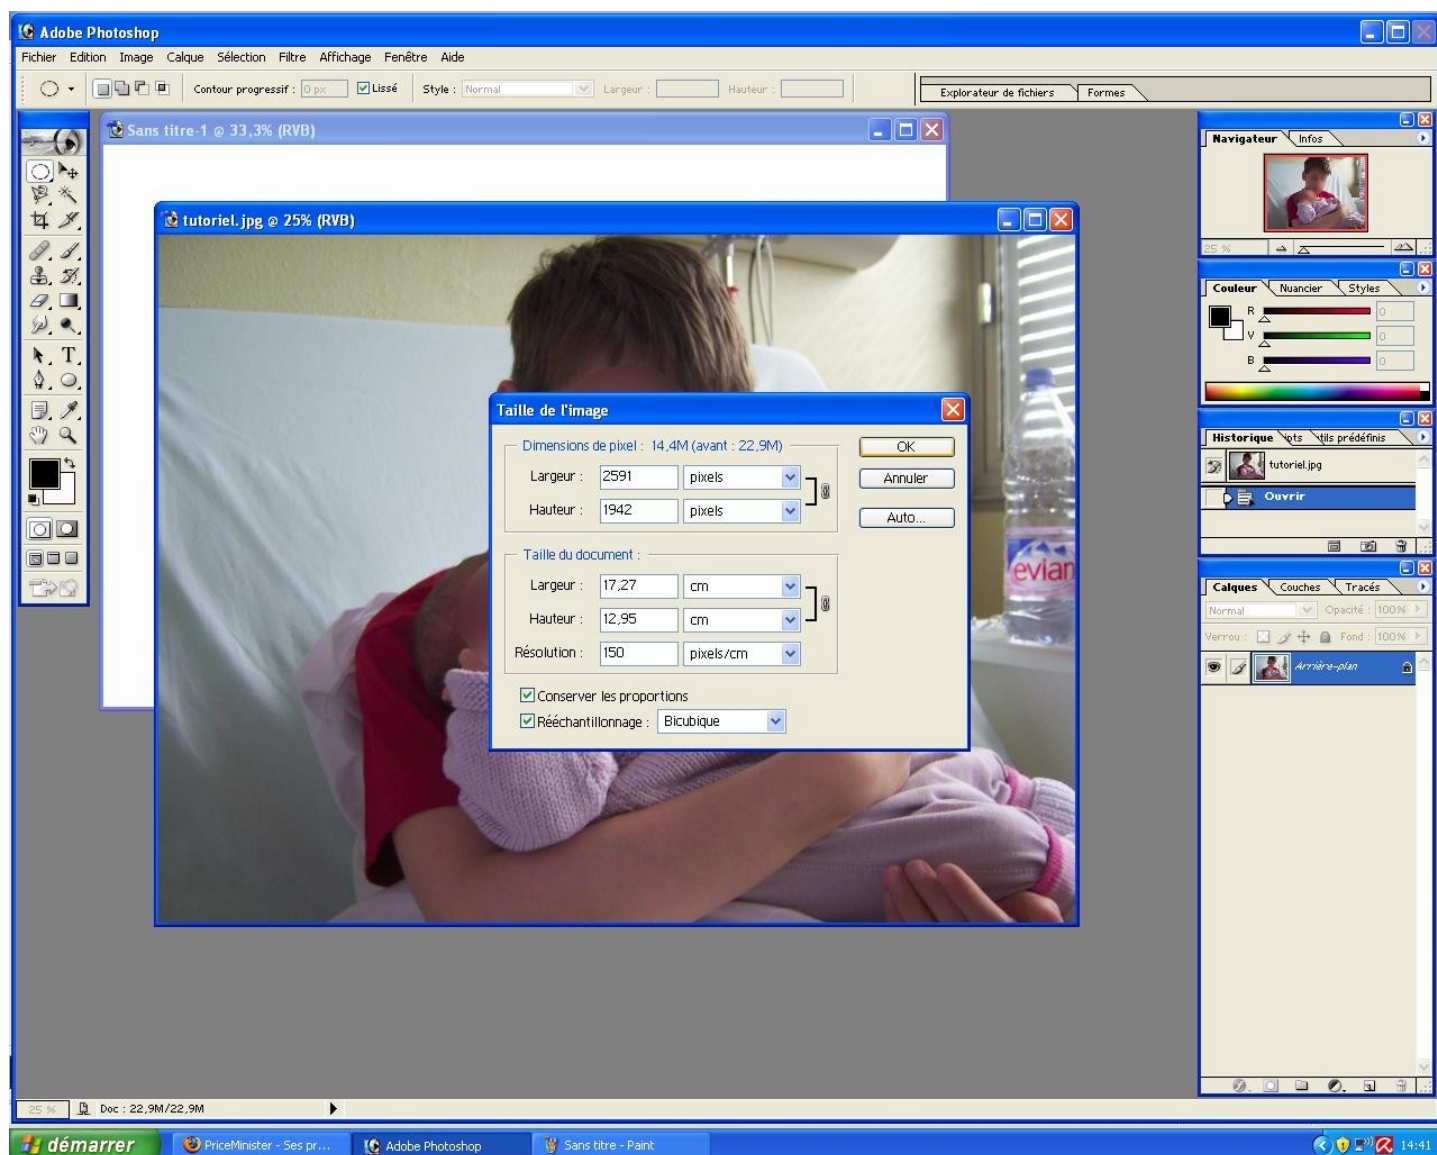 Adobe Photoshop
Fichier Edition Image Calque Sélection Filtre Affichage Fenêtre Aide
Contour progressif : 0 px Lissé Style : Normal Largeur : Hauteur :
Explorateur de fichiers Formes
Sans titre-1 @ 33,3% (RVB)
tutoriel.jpg @ 25% (RVB)
Taille de l'image
Dimensions de pixel : 14,4M (avant : 22,9M)
Largeur : 2591 pixels
Hauteur : 1942 pixels
OK
Annuler
Auto...
Taille du document :
Largeur : 17,27 cm
Hauteur : 12,95 cm
Résolution : 150 pixels/cm
Conserver les proportions
Rééchantillonnage : Bicubique
evian
T
Navigateur Infos
25 %
Couleur Nuancier Styles
R 0
V 0
B 0
Historique ipts tils prédéfinis
tutoriel.jpg
Ouvrir
Calques Couches Tracés
Normal Opacité : 100%
Verrou : Fond : 100%
Arrière-plan
25 % Doc : 22,9M/22,9M
démarrer PriceMinister - Ses pr... Adobe Photoshop Sans titre - Paint 14:41